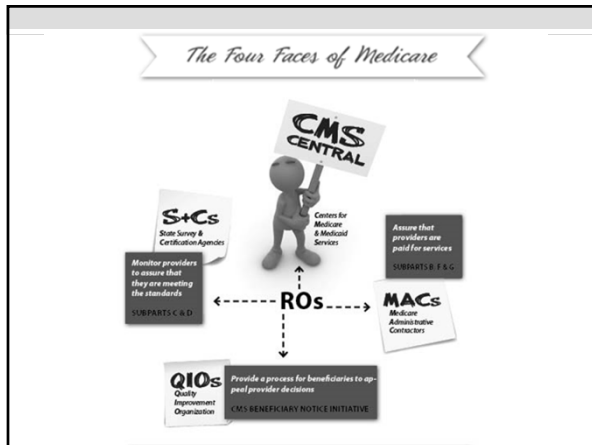 The Four Faces of Medicare
CMS
CENTRAL
Centers for
Medicare
& Medicaid
Services
S+Cs
State Survey &
Certification Agencies
Monitor providers
to assure that
they are meeting
the standards
SUBPARTS C & D
Assure that
providers are
paid for services
SUBPARTS B, F & G
ROs
MACs
Medicare
Administrative
Contractors
QIOs
Quality
Improvement
Organization
Provide a process for beneficiaries to ap-
peal provider decisions
CMS BENEFICIARY NOTICE INITIATIVE